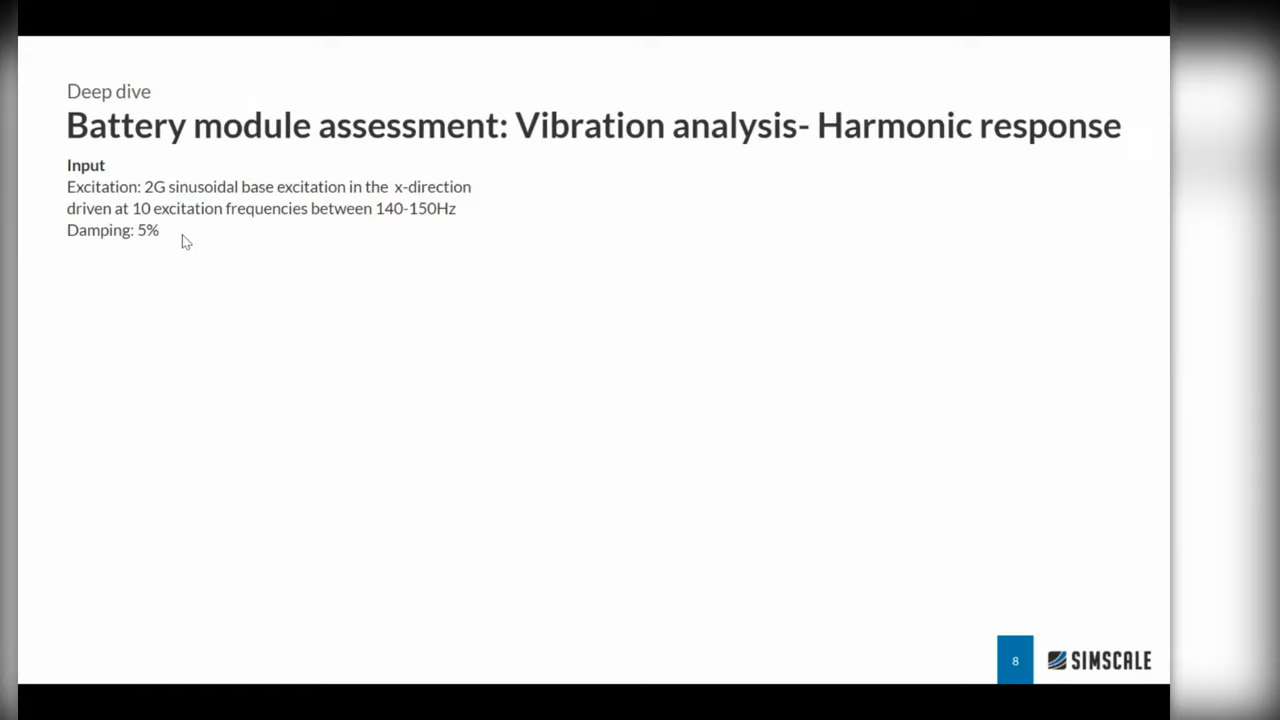 Deep dive
Battery module assessment: Vibration analysis- Harmonic response
Input
Excitation: 2G sinusoidal base excitation in the x-direction
driven at 10 excitation frequencies between 140-150Hz
Damping: 5%
8
SIMSCALE